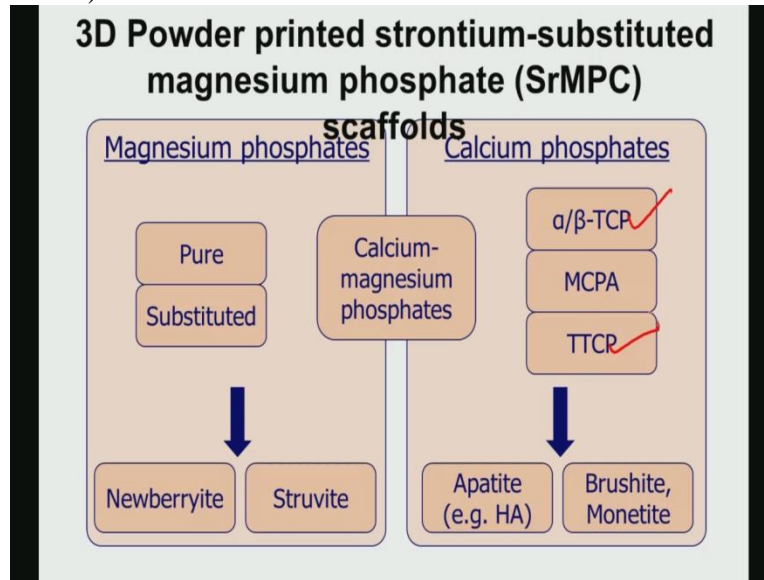 )
3D Powder printed strontium-substituted
magnesium phosphate (SrMPC)
scaffolds
Magnesium phosphates
Calcium phosphates
Pure
Substituted
Calcium-
magnesium
phosphates
α/β-TCP
MCPA
TTCP
Newberryite
Struvite
Apatite
(e.g. HA)
Brushite,
Monetite